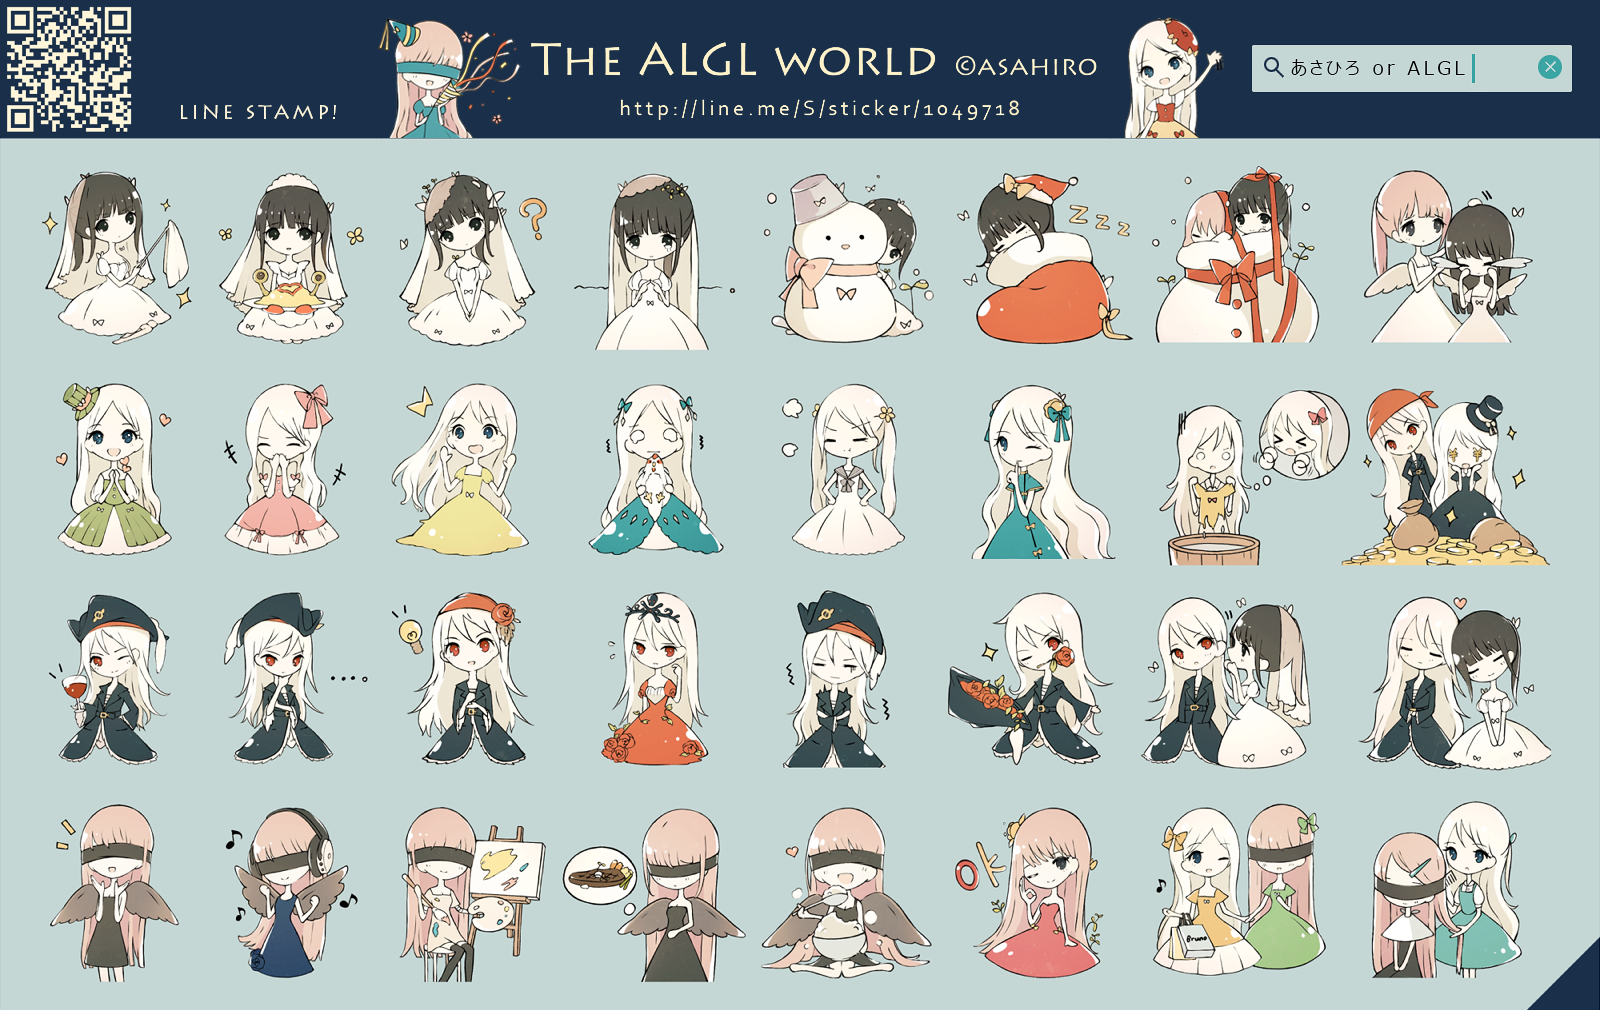 THE ALGL WORLD ©ASAHIRO
LINE STAMP!
http://line.me/S/sticker/1049718
あさひろ or ALGL
?
Zzz
....。
OK
Bruno